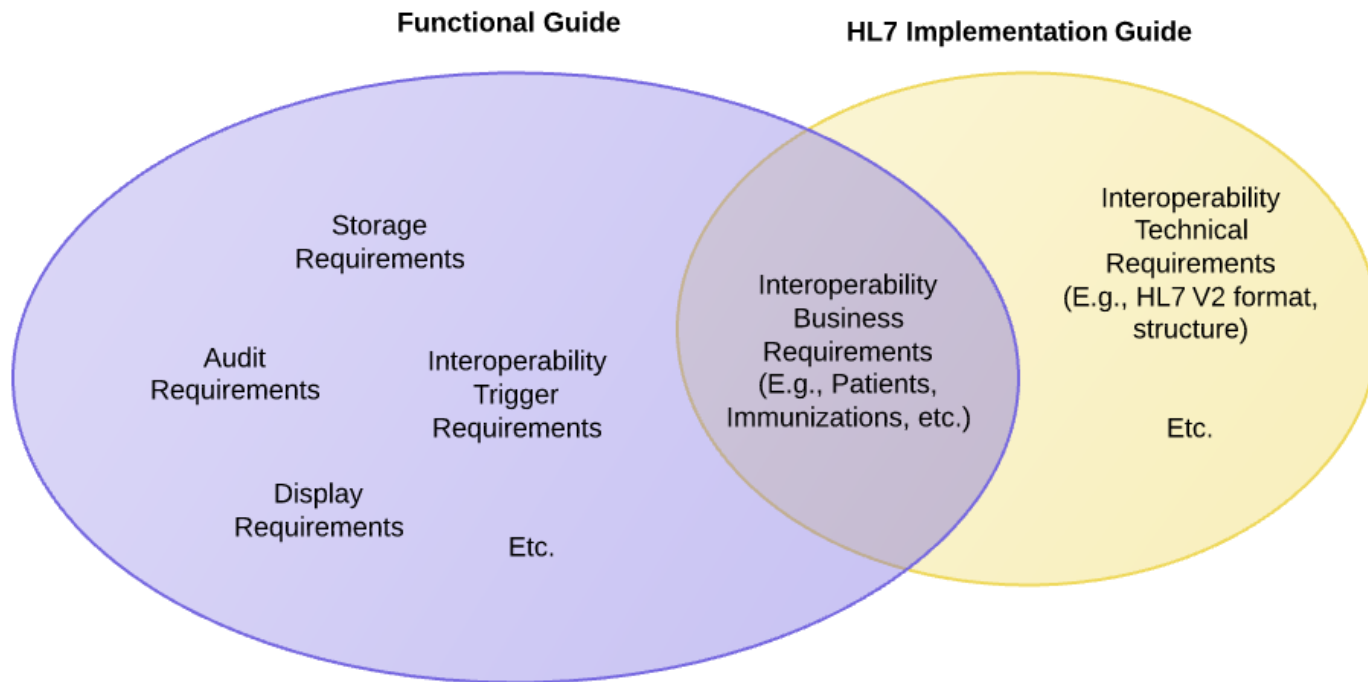 Functional Guide
HL7 Implementation Guide
Storage
Requirements
Audit
Requirements
Interoperability
Trigger
Requirements
Display
Requirements
Etc.
Interoperability
Business
Requirements
(E.g., Patients,
Immunizations, etc.)
Interoperability
Technical
Requirements
(E.g., HL7 V2 format,
structure)
Etc.